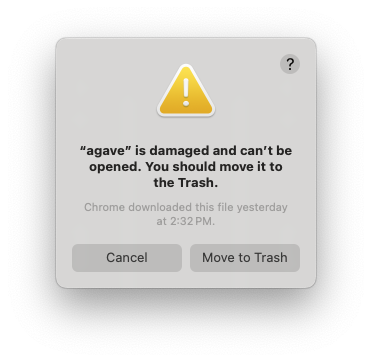 ?
“agave” is damaged and can’t be
opened. You should move it to
the Trash.
Chrome downloaded this file yesterday
at 2:32 PM.
Cancel
Move to Trash